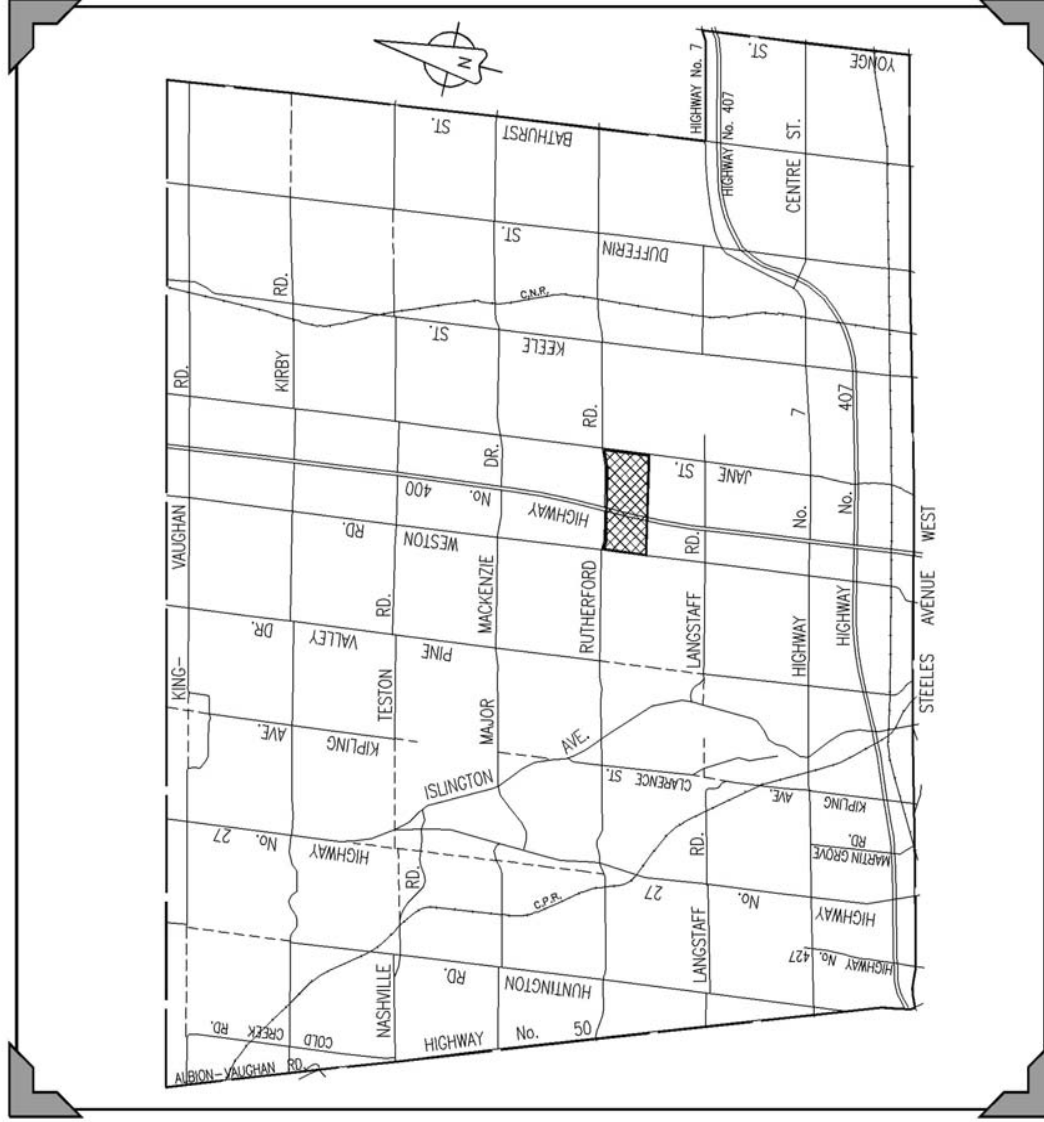 N
HIGHWAY No. 7
HIGHWAY No. 407
ST.
YONGE
ST.
BATHURST
CENTRE ST.
ST.
DUFFERIN
C.N.R.
RD.
KIRBY
ST.
KEELE
RD.
RD.
DR.
HIGHWAY No. 400
ST.
JANE
7
407
VAUGHAN
RD.
WESTON
RD.
No.
No.
STEELES AVENUE WEST
KING-
DR.
VALLEY
PINE
RD.
TESTON
MACKENZIE
MAJOR
RUTHERFORD
LANGSTAFF
HIGHWAY
HIGHWAY
AVE.
KIPLING
ISLINGTON
AVE.
CLARENCE ST.
AVE.
KIPLING
RD.
MARTIN GROVE
HIGHWAY No. 27
RD.
C.P.R.
RD.
27
No.
HIGHWAY
HIGHWAY No. 427
LANGSTAFF
NASHVILLE
RD.
HUNTINGTON
COLD CREEK RD.
HIGHWAY No. 50
ALBION-VAUGHAN RD.